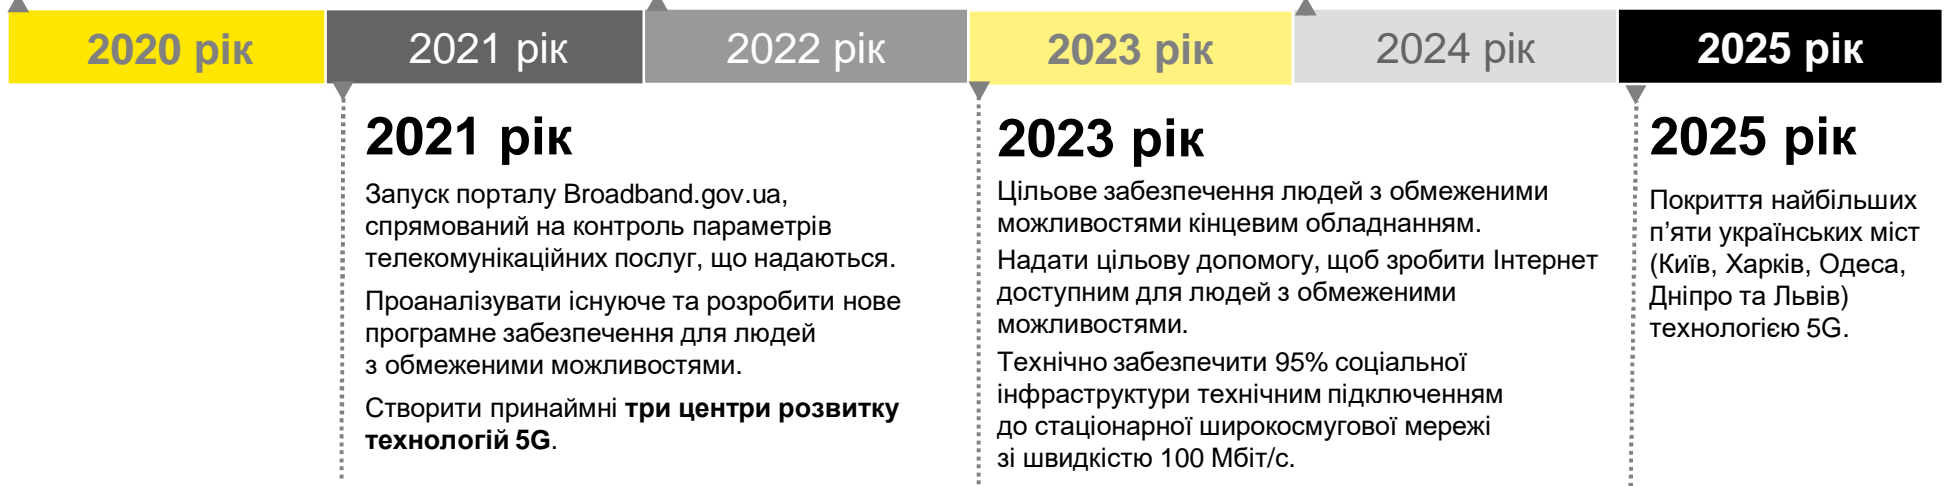 2020 рік
2021 рік
2022 рік
2023 рік
2024 рік
2025 рік
2021 рік
Запуск порталу Broadband.gov.ua,
спрямований на контроль параметрів
телекомунікаційних послуг, що надаються.
Проаналізувати існуюче та розробити нове
програмне забезпечення для людей
з обмеженими можливостями.
Створити принаймні три центри розвитку
технологій 5G.
2023 рік
Цільове забезпечення людей з обмеженими
можливостями кінцевим обладнанням.
Надати цільову допомогу, щоб зробити Інтернет
доступним для людей з обмеженими
можливостями.
Технічно забезпечити 95% соціальної
інфраструктури технічним підключенням
до стаціонарної широкосмугової мережі
зі швидкістю 100 Мбіт/с.
2025 рік
Покриття найбільших
п’яти українських міст
(Київ, Харків, Одеса,
Дніпро та Львів)
технологією 5G.